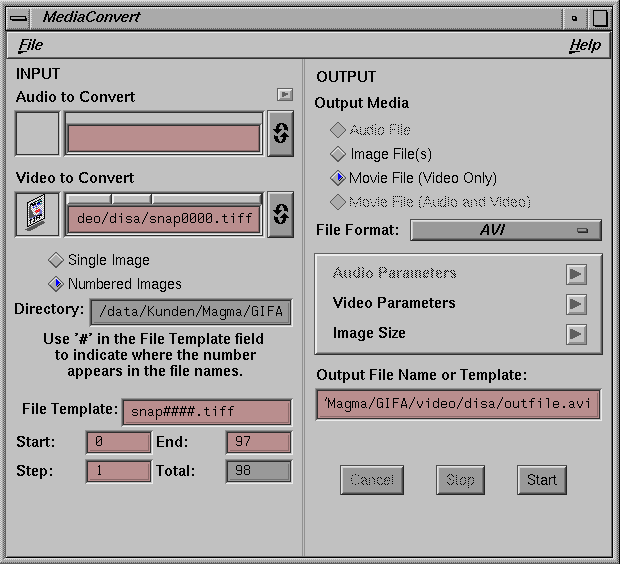 MediaConvert
File
Help
INPUT
Audio to Convert
Video to Convert
deo/disa/snap0000.tiff
Single Image
Numbered Images
Directory: /data/Kunden/Magma/GIFA
Use '#' in the File Template field
to indicate where the number
appears in the file names.
File Template: snap####.tiff
Start: 0 End: 97
Step: 1 Total: 98
OUTPUT
Output Media
Audio File
Image File(s)
Movie File (Video Only)
Movie File (Audio and Video)
File Format: AVI
Audio Parameters
Video Parameters
Image Size
Output File Name or Template:
Magma/GIFA/video/disa/outfile.avi
Cancel Stop Start